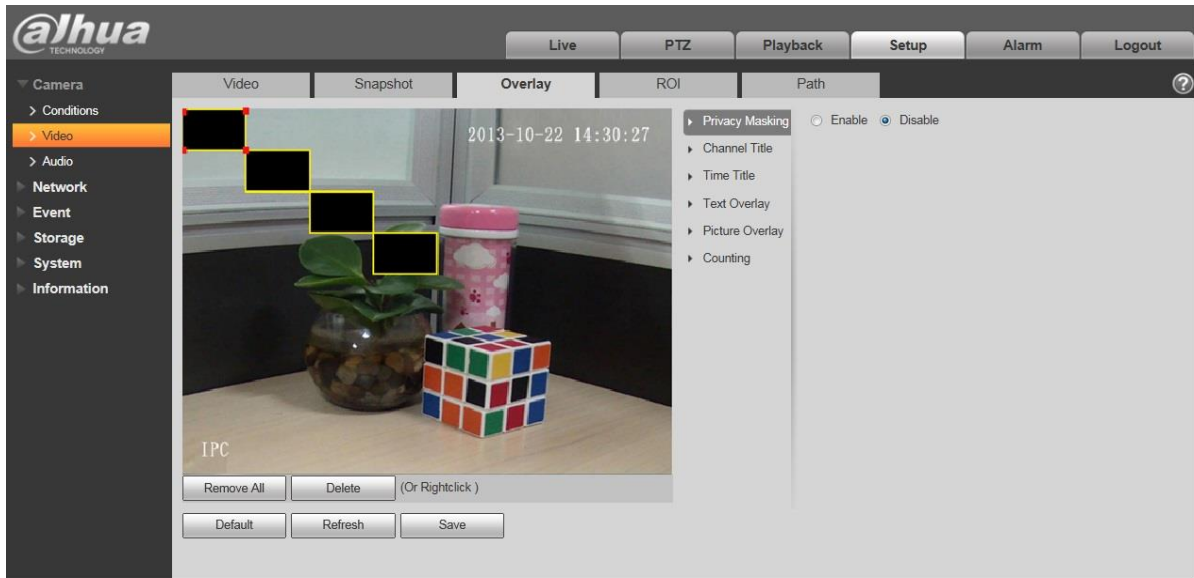 alhua
TECHNOLOGY
Live PTZ Playback Setup Alarm Logout
Camera
Conditions
Video
Audio
Network
Event
Storage
System
Information
Video Snapshot Overlay ROI Path
?
2013-10-22 14:30:27
IPC
Privacy Masking
Channel Title
Time Title
Text Overlay
Picture Overlay
Counting
Enable Disable
Remove All Delete (Or Rightclick )
Default Refresh Save